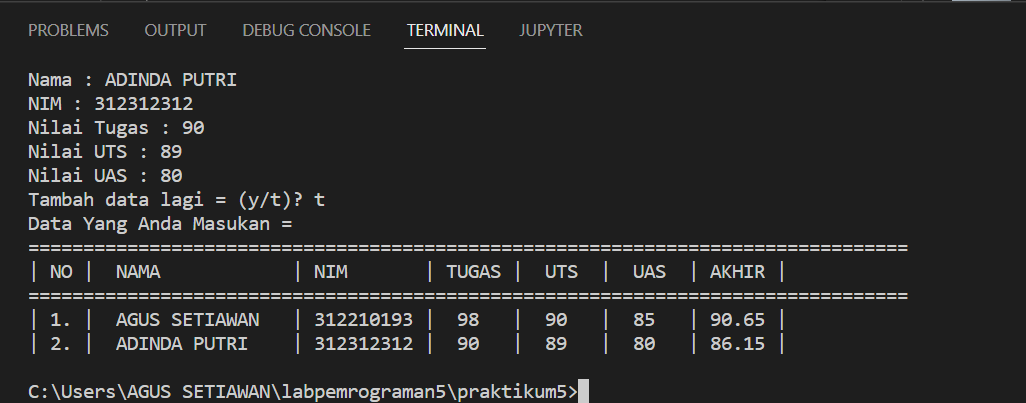 PROBLEMS OUTPUT DEBUG CONSOLE TERMINAL JUPYTER
Nama : ADINDA PUTRI
NIM : 312312312
Nilai Tugas : 90
Nilai UTS : 89
Nilai UAS : 80
Tambah data lagi = (y/t)? t
Data Yang Anda Masukan =
================================================================================
| NO |  NAMA            | NIM       | TUGAS |  UTS  |  UAS  | AKHIR |
================================================================================
| 1. |  AGUS SETIAWAN   | 312210193 |  98   |  90   |  85   | 90.65 |
| 2. |  ADINDA PUTRI    | 312312312 |  90   |  89   |  80   | 86.15 |
C:\Users\AGUS SETIAWAN\labpemrograman5\praktikum5>